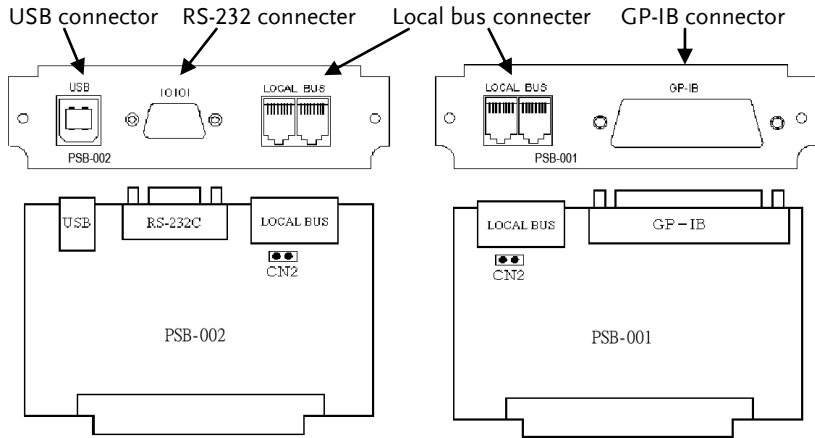 USB connector RS-232 connecter Local bus connecter GP-IB connector
USB IOIOI LOCAL BUS LOCAL BUS GP-IB
PSB-002 PSB-001
USB RS-232C LOCAL BUS LOCAL BUS GP-IB
CN2 CN2
PSB-002 PSB-001